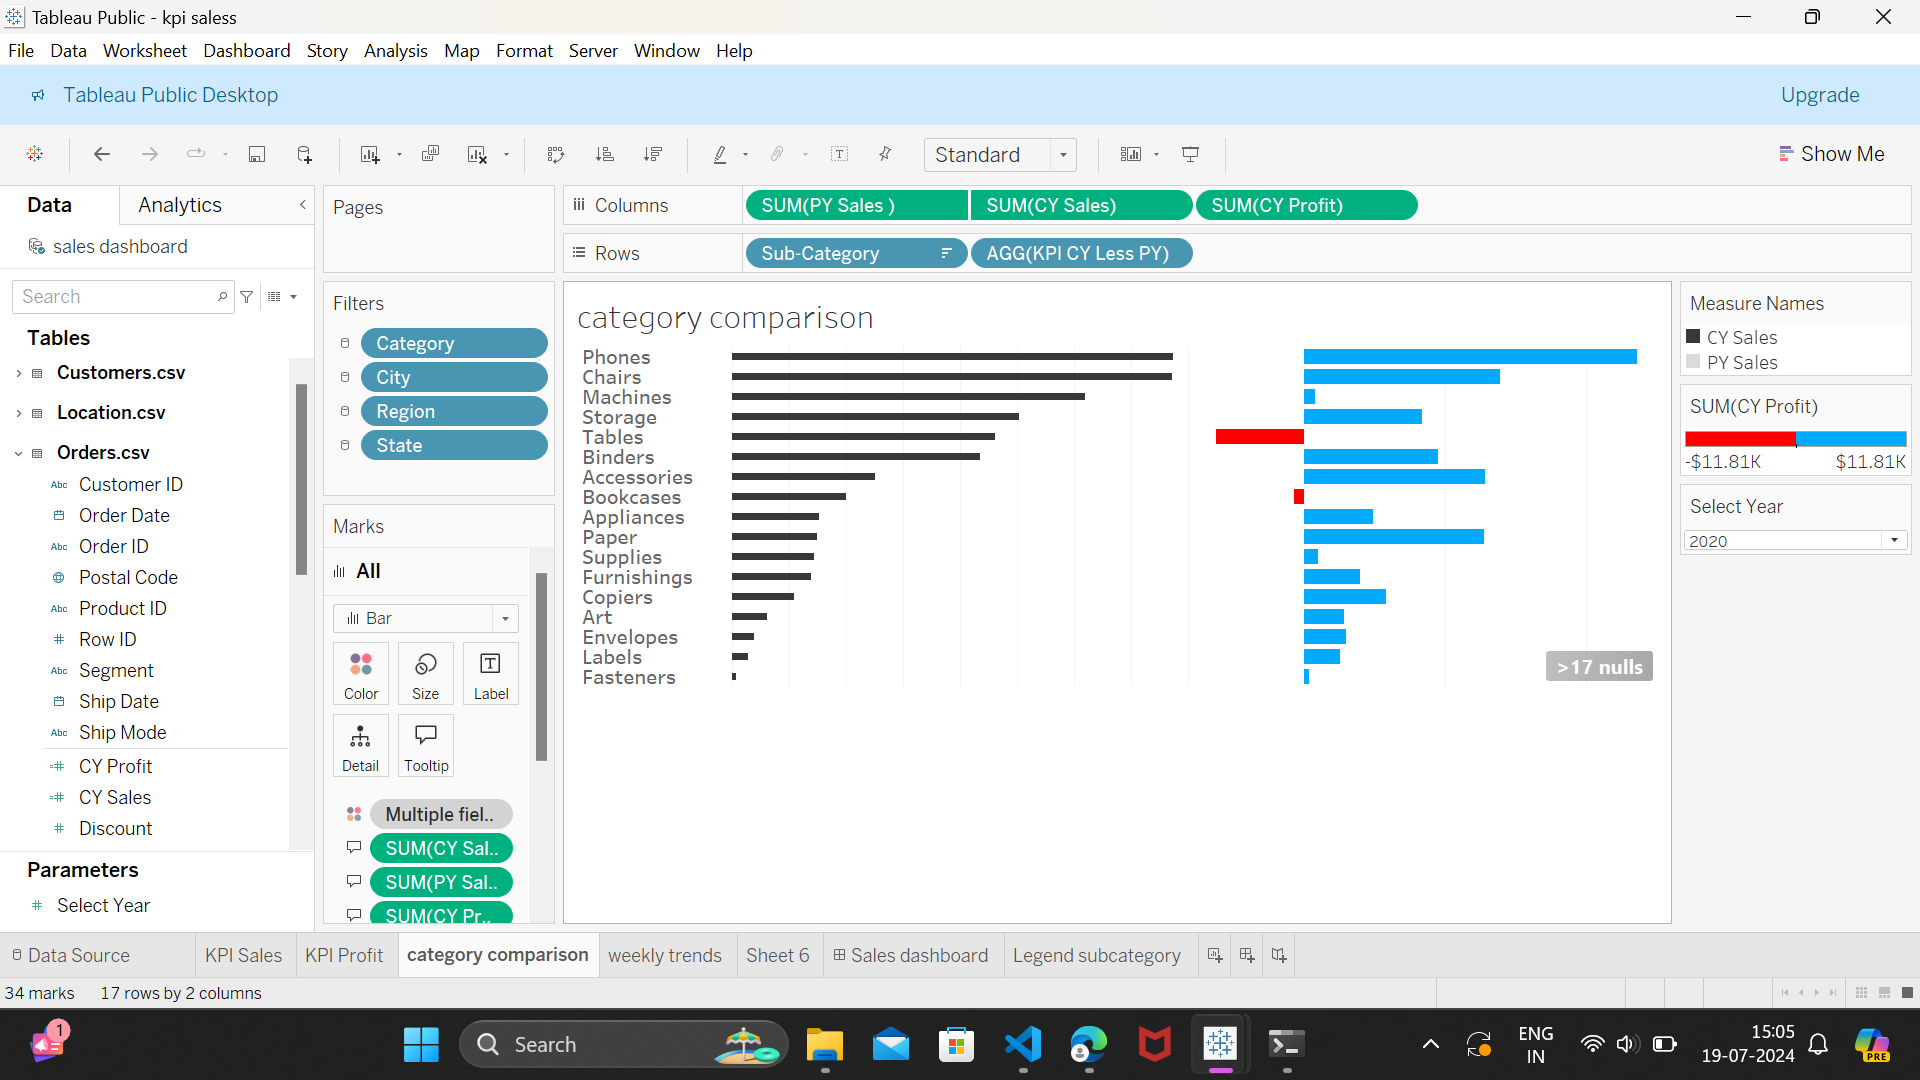 Tableau Public - kpi saless
File Data Worksheet Dashboard Story Analysis Map Format Server Window Help
Tableau Public Desktop
Upgrade
Standard
Show Me
Data
Analytics
sales dashboard
Search
Tables
Customers.csv
Location.csv
Orders.csv
Abc Customer ID
Order Date
Abc Order ID
Postal Code
Abc Product ID
# Row ID
Abc Segment
Ship Date
Abc Ship Mode
=# CY Profit
=# CY Sales
# Discount
Parameters
# Select Year
Pages
Filters
Category
City
Region
State
Marks
All
Bar
Color
Size
Label
Detail
Tooltip
Multiple fiel..
SUM(CY Sal..
SUM(PY Sal..
SUM(CY Pr..
Columns
SUM(PY Sales )
SUM(CY Sales)
SUM(CY Profit)
Rows
Sub-Category
AGG(KPI CY Less PY)
category comparison
Phones
Chairs
Machines
Storage
Tables
Binders
Accessories
Bookcases
Appliances
Paper
Supplies
Furnishings
Copiers
Art
Envelopes
Labels
Fasteners
>17 nulls
Measure Names
CY Sales
PY Sales
SUM(CY Profit)
-$11.81K
$11.81K
Select Year
2020
Data Source
KPI Sales
KPI Profit
category comparison
weekly trends
Sheet 6
Sales dashboard
Legend subcategory
34 marks
17 rows by 2 columns
1
Search
ENG
IN
15:05
19-07-2024
PRE